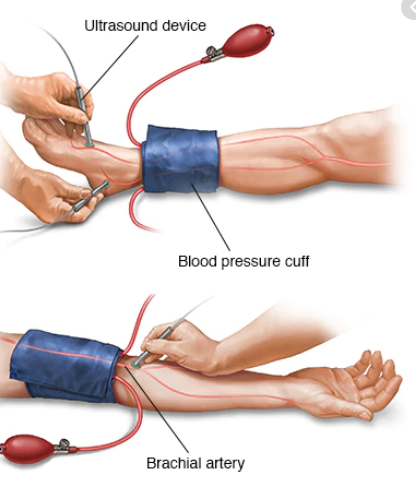 Ultrasound device
Blood pressure cuff
Brachial artery